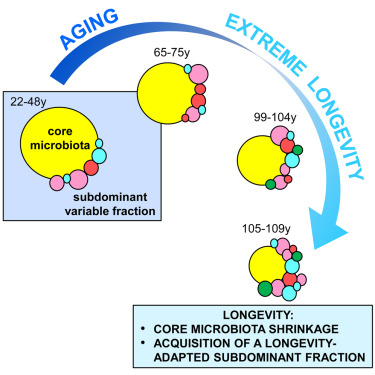 AGING
EXTREME LONGEVITY
65-75y
22-48y
core
microbiota
subdominant
variable fraction
99-104y
105-109y
LONGEVITY:
• CORE MICROBIOTA SHRINKAGE
• ACQUISITION OF A LONGEVITY-
ADAPTED SUBDOMINANT FRACTION